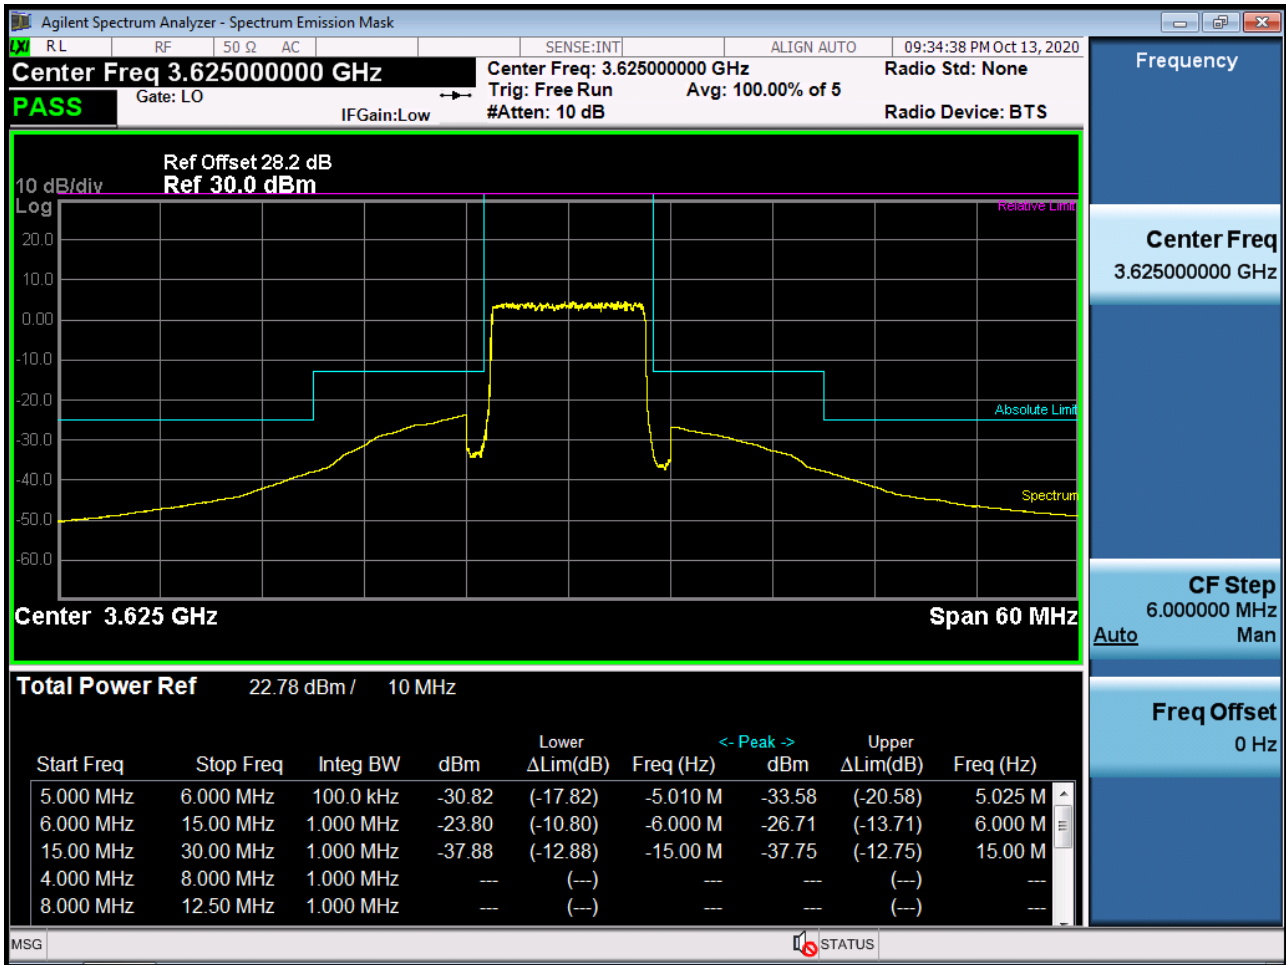 Agilent Spectrum Analyzer - Spectrum Emission Mask
LXI RL RF 50 Ω AC SENSE:INT ALIGN AUTO 09:34:38 PM Oct 13, 2020
Center Freq 3.625000000 GHz Center Freq: 3.625000000 GHz Radio Std: None
Trig: Free Run Avg: 100.00% of 5
PASS Gate: LO IFGain:Low #Atten: 10 dB Radio Device: BTS
Ref Offset 28.2 dB
10 dB/div Ref 30.0 dBm
Log
Relative Limit
20.0
10.0
0.00
-10.0
-20.0
Absolute Limit
-30.0
-40.0
Spectrum
-50.0
-60.0
Center 3.625 GHz Span 60 MHz
Total Power Ref 22.78 dBm / 10 MHz
Lower <- Peak -> Upper
Start Freq Stop Freq Integ BW dBm ΔLim(dB) Freq (Hz) dBm ΔLim(dB) Freq (Hz)
5.000 MHz 6.000 MHz 100.0 kHz -30.82 (-17.82) -5.010 M -33.58 (-20.58) 5.025 M
6.000 MHz 15.00 MHz 1.000 MHz -23.80 (-10.80) -6.000 M -26.71 (-13.71) 6.000 M
15.00 MHz 30.00 MHz 1.000 MHz -37.88 (-12.88) -15.00 M -37.75 (-12.75) 15.00 M
4.000 MHz 8.000 MHz 1.000 MHz --- (---) --- --- (---) ---
8.000 MHz 12.50 MHz 1.000 MHz --- (---) --- --- (---) ---
MSG STATUS
Frequency
Center Freq
3.625000000 GHz
CF Step
6.000000 MHz
Auto Man
Freq Offset
0 Hz